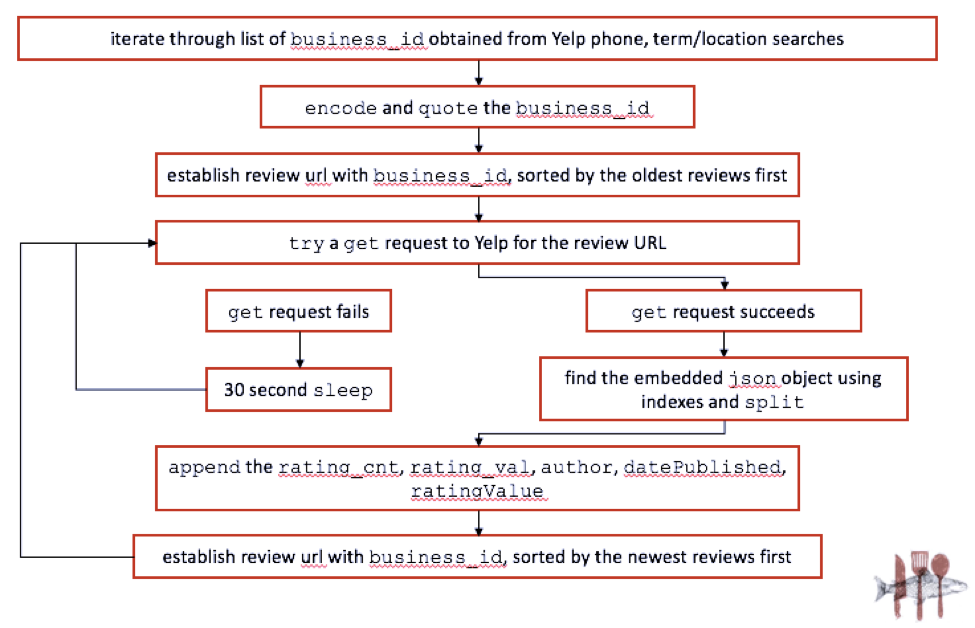 iterate through list of business_id obtained from Yelp phone, term/location searches
encode and quote the business_id
establish review url with business_id, sorted by the oldest reviews first
try a get request to Yelp for the review URL
get request fails
get request succeeds
30 second sleep
find the embedded json object using
indexes and split
append the rating_cnt, rating_val, author, datePublished,
ratingValue
establish review url with business_id, sorted by the newest reviews first